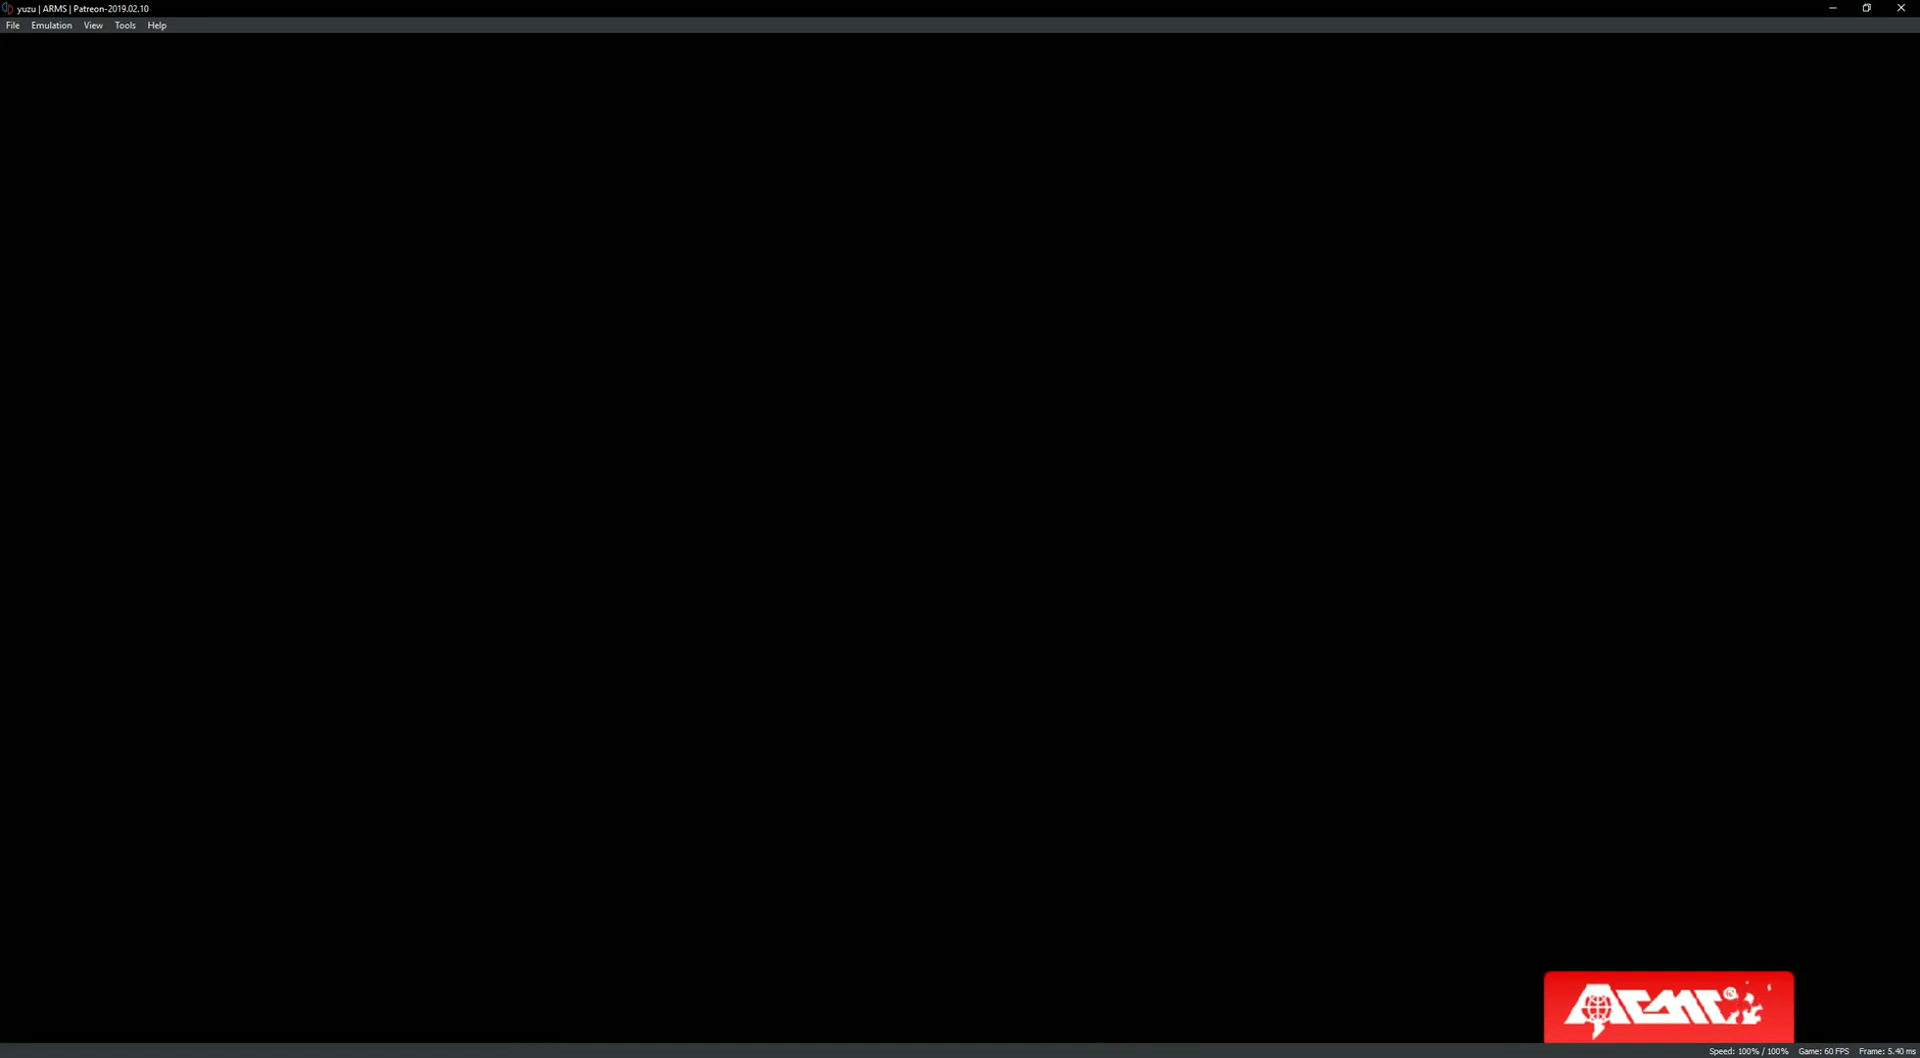 yuzu | ARMS | Patreon-2019.02.10
File Emulation View Tools Help
Speed: 100% / 100% Game: 60 FPS Frame: 5.40 ms